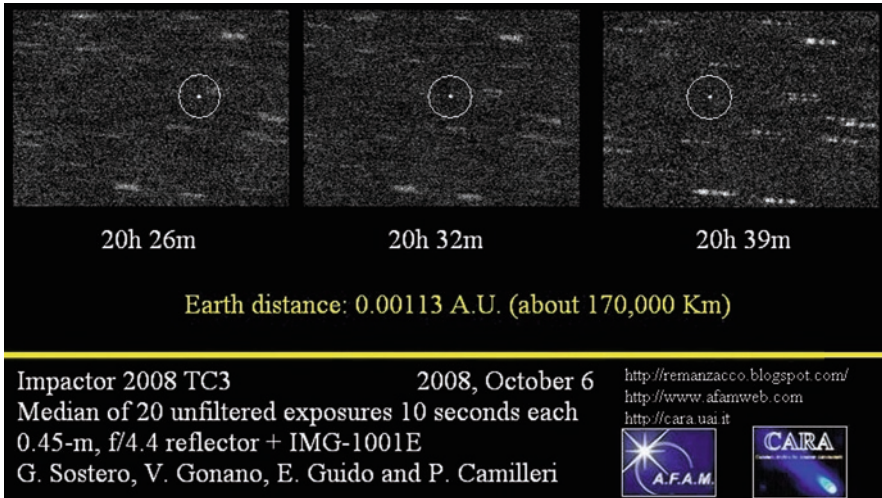 20h 26m
20h 32m
20h 39m
Earth distance: 0.00113 A.U. (about 170,000 Km)
Impactor 2008 TC3 2008, October 6
Median of 20 unfiltered exposures 10 seconds each
0.45-m, f/4.4 reflector + IMG-1001E
G. Sostero, V. Gonano, E. Guido and P. Camilleri
http://remanzacco.blogspot.com/
http://www.afamweb.com
http://cara.uai.it
A.F.A.M.
CARA